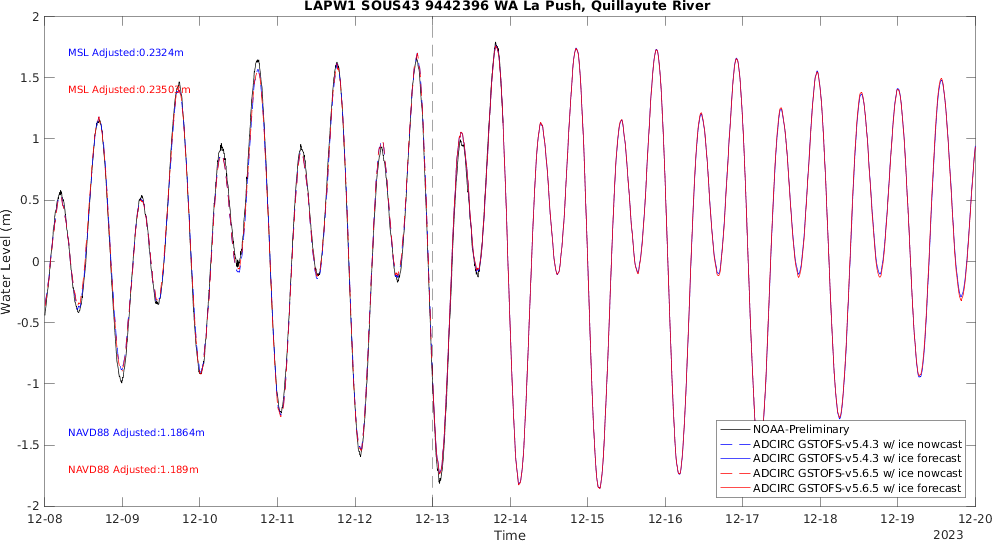 LAPW1 SOUS43 9442396 WA La Push, Quillayute River
MSL Adjusted:0.2324m
MSL Adjusted:0.23503m
NAVD88 Adjusted:1.1864m
NAVD88 Adjusted:1.189m
Water Level (m)
2
1.5
1
0.5
0
-0.5
-1
-1.5
-2
NOAA-Preliminary
ADCIRC GSTOFS-v5.4.3 w/ ice nowcast
ADCIRC GSTOFS-v5.4.3 w/ ice forecast
ADCIRC GSTOFS-v5.6.5 w/ ice nowcast
ADCIRC GSTOFS-v5.6.5 w/ ice forecast
12-08 12-09 12-10 12-11 12-12 12-13 12-14 12-15 12-16 12-17 12-18 12-19 12-20
Time
2023